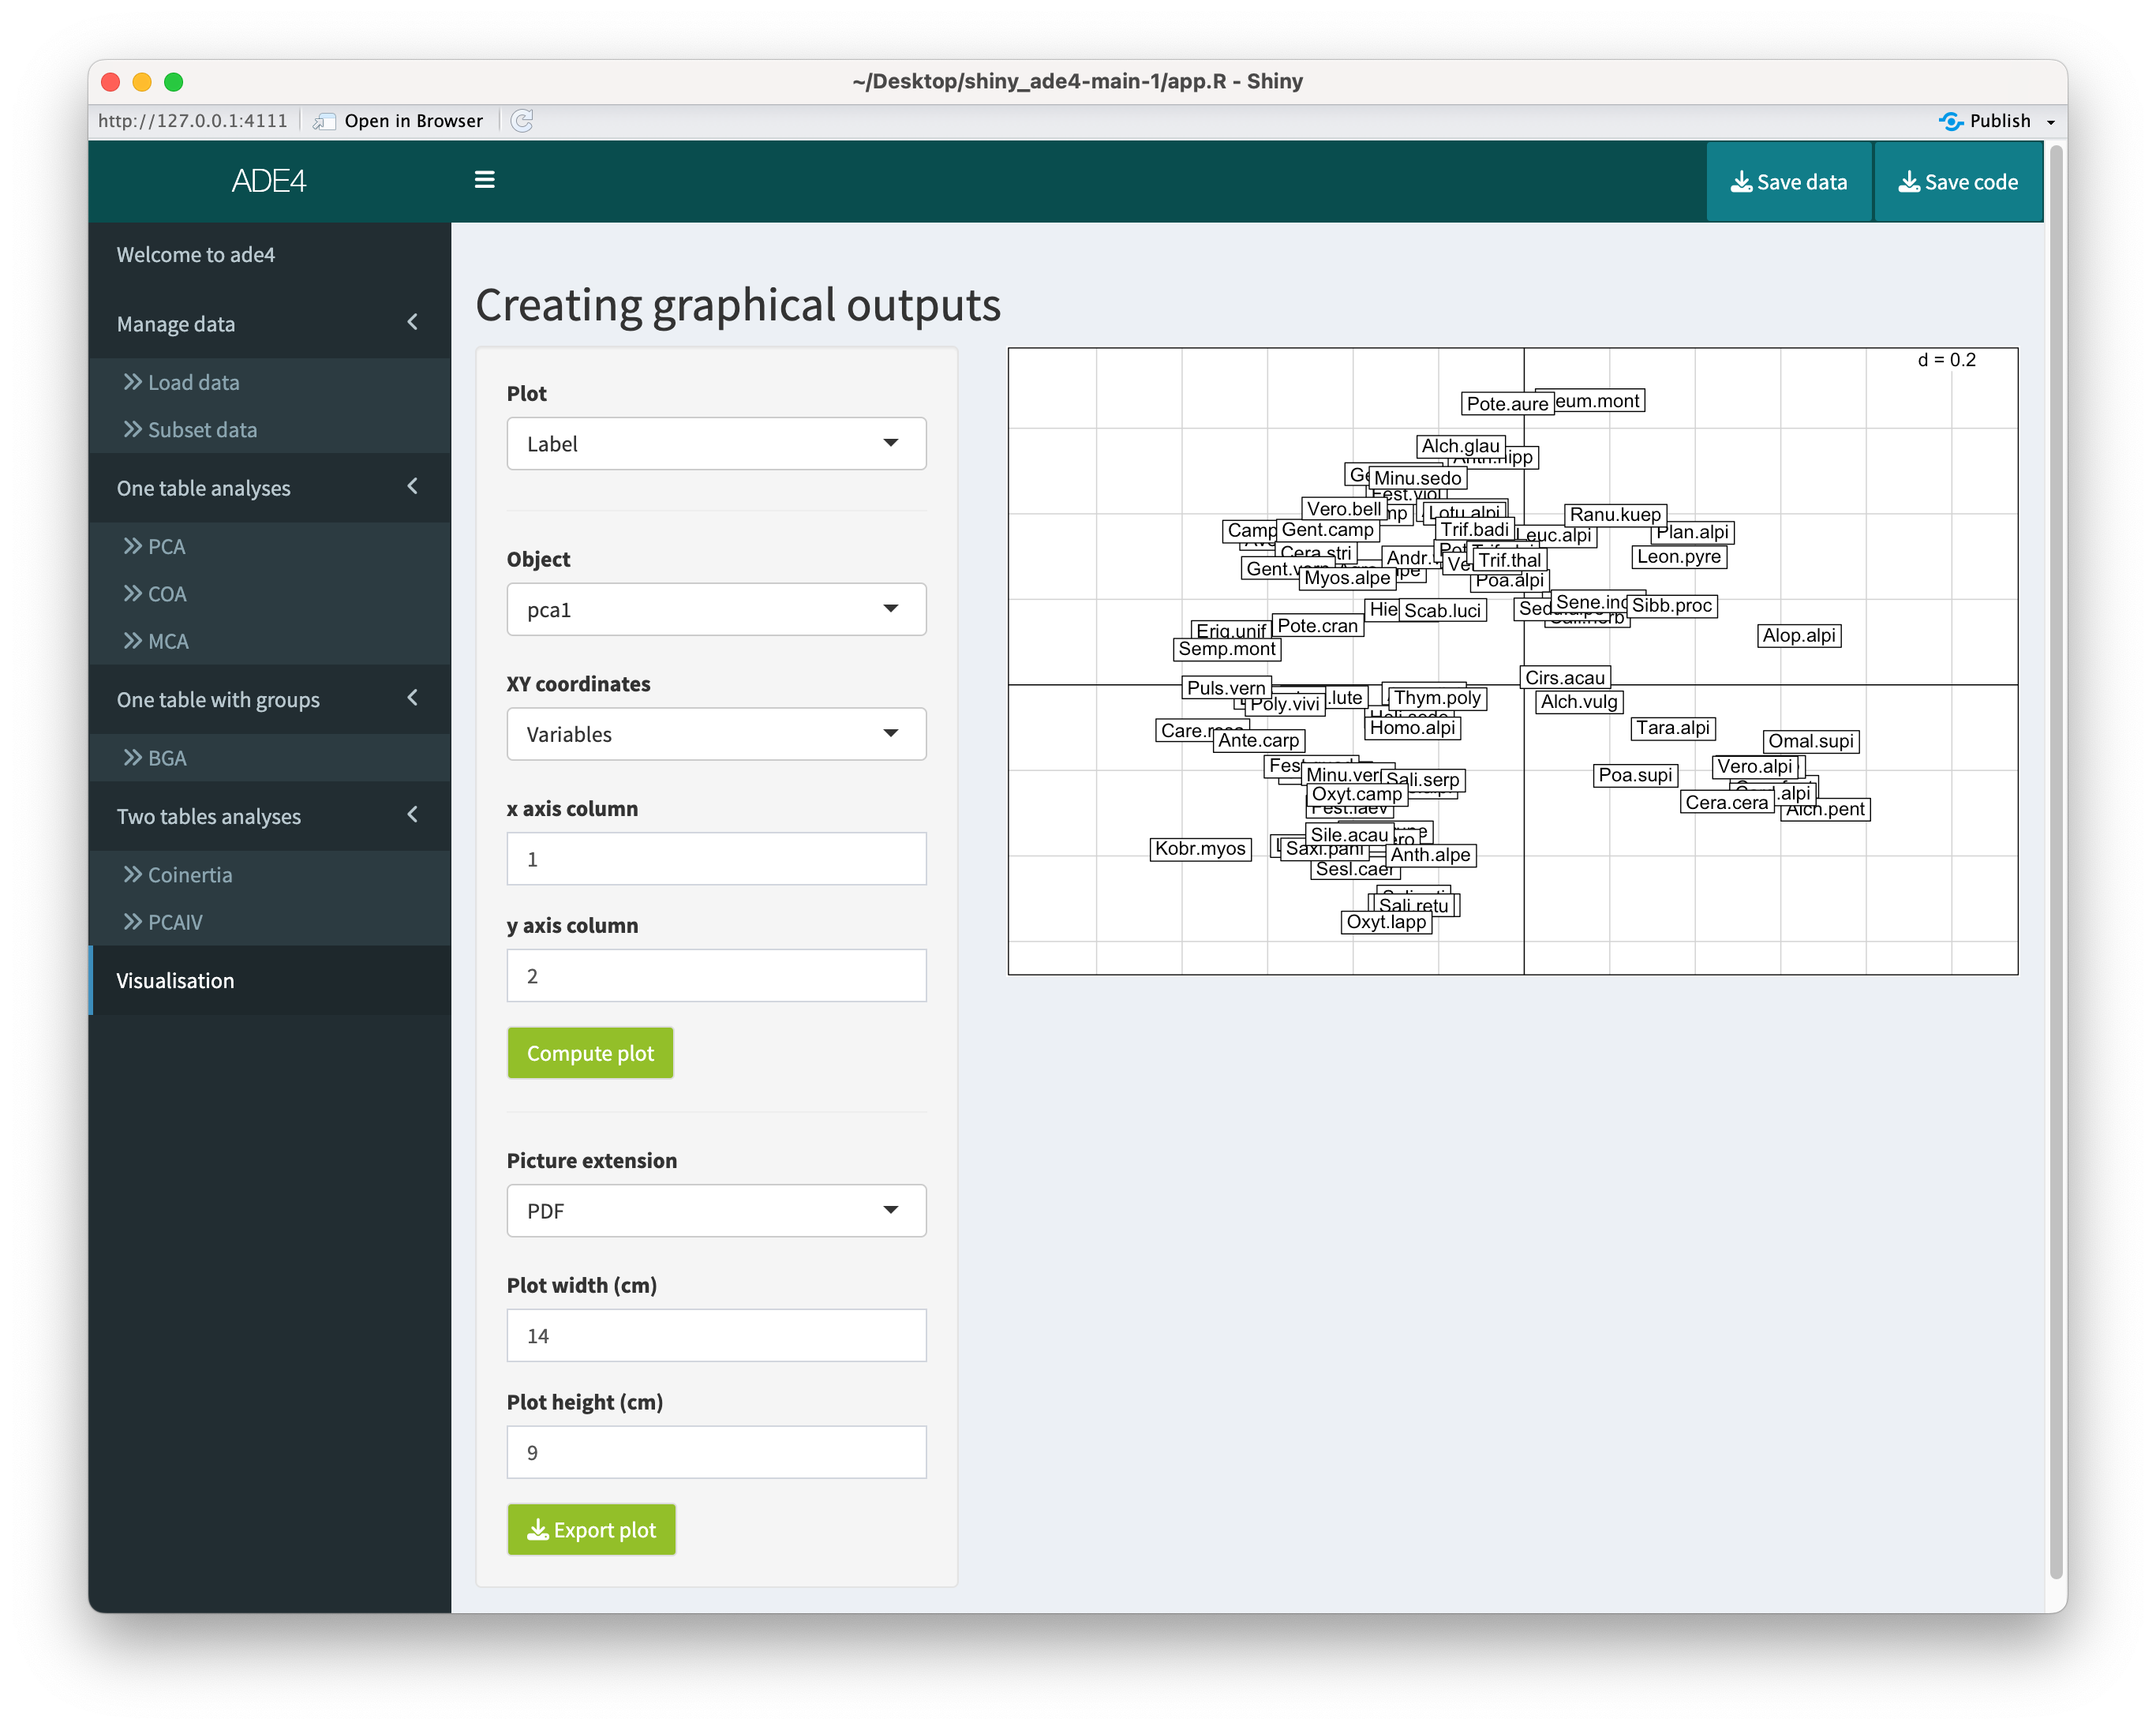 ~/Desktop/shiny_ade4-main-1/app.R - Shiny
http://127.0.0.1:4111
Open in Browser
Publish
ADE4
Save data
Save code
Welcome to ade4
Manage data
Load data
Subset data
One table analyses
PCA
COA
MCA
One table with groups
BGA
Two tables analyses
Coinertia
PCAIV
Visualisation
Creating graphical outputs
Plot
Label
Object
pca1
XY coordinates
Variables
x axis column
1
y axis column
2
Compute plot
Picture extension
PDF
Plot width (cm)
14
Plot height (cm)
9
Export plot
d = 0.2
Pote.aure
eum.mont
Alch.glau
Minu.sedo
Vero.bell
Lotu.alpi
Ranu.kuep
Camp
Gent.camp
Trif.badi
Leuc.alpi
Plan.alpi
Cera.stri
Andr.
Trif.thal
Leon.pyre
Myos.alpe
Poa.alpi
Hie
Scab.luci
Sene.inc
Sibb.proc
Erig.unif
Pote.cran
Semp.mont
Alop.alpi
Cirs.acau
Puls.vern
.lute
Thym.poly
Alch.vulg
Poly.vivi
Homo.alpi
Tara.alpi
Ante.carp
Omal.supi
Minu.ver
Sali.serp
Poa.supi
Vero.alpi
Oxyt.camp
Fest.laev
Cera.cera
Alch.pent
Sile.acau
Kobr.myos
Saxi.pani
Anth.alpe
Sesl.caer
Sali.retu
Oxyt.lapp